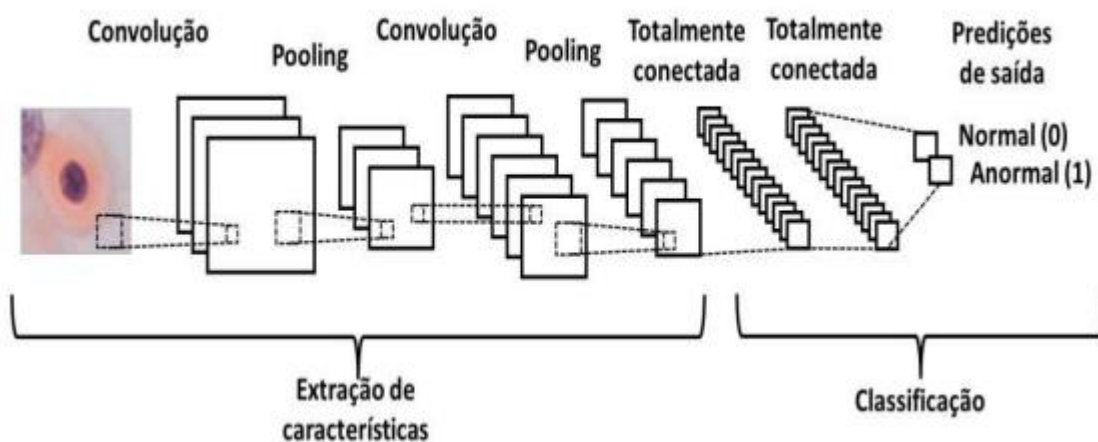 Convolução
Pooling
Convolução
Pooling
Totalmente
conectada
Totalmente
conectada
Predições
de saída
Normal (0)
Anormal (1)
Extração de
características
Classificação